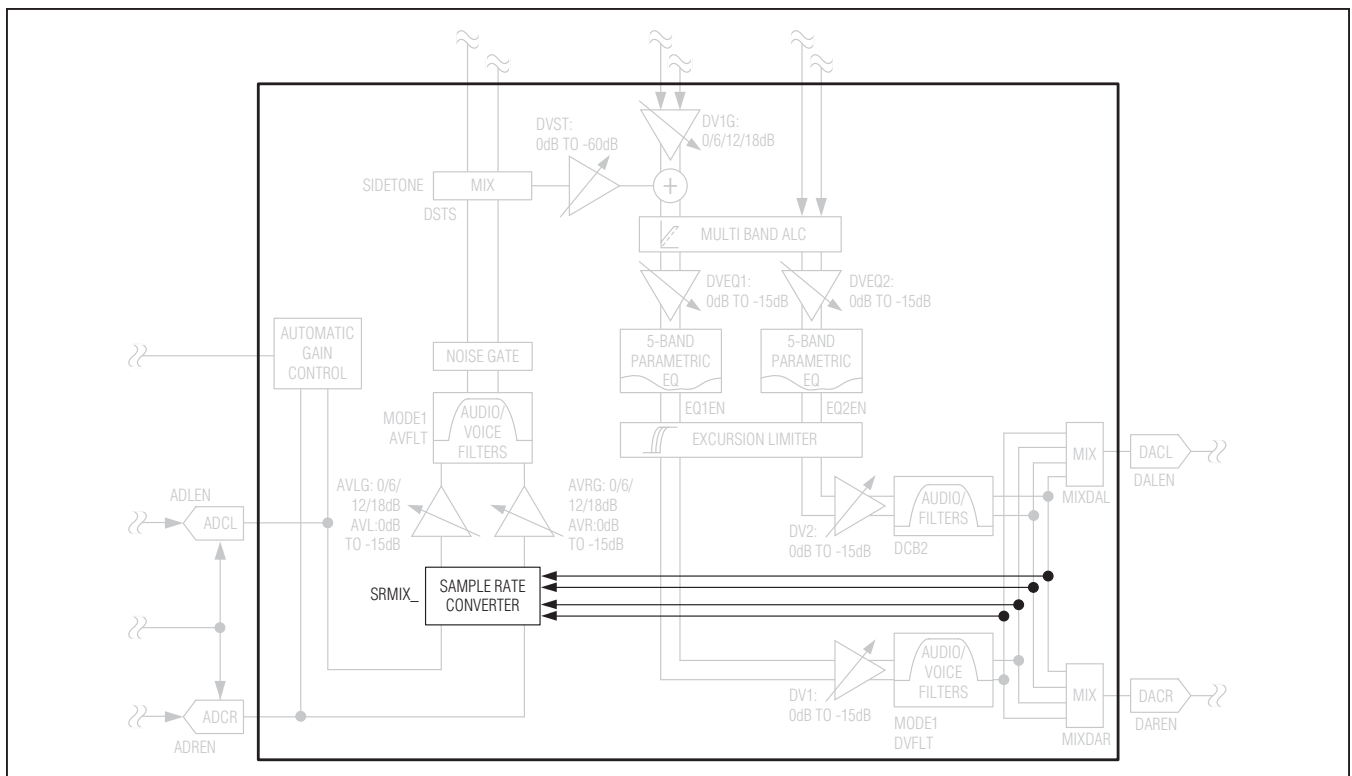 DVST:
0dB TO -60dB
DV1G:
0/6/12/18dB
SIDETONE
MIX
DSTS
+
MULTI BAND ALC
DVEQ1:
0dB TO -15dB
DVEQ2:
0dB TO -15dB
AUTOMATIC
GAIN
CONTROL
NOISE GATE
5-BAND
PARAMETRIC
EQ
5-BAND
PARAMETRIC
EQ
EQ1EN
EQ2EN
MODE1
AVFLT
AUDIO/
VOICE
FILTERS
EXCURSION LIMITER
MIX
MIXDAL
DACL
DALEN
ADLEN
ADCL
AVLG: 0/6/
12/18dB
AVL:0dB
TO -15dB
AVRG: 0/6/
12/18dB
AVR:0dB
TO -15dB
DV2:
0dB TO -15dB
AUDIO/
FILTERS
DCB2
SRMIX_
SAMPLE RATE
CONVERTER
ADCR
ADREN
DV1:
0dB TO -15dB
AUDIO/
VOICE
FILTERS
MODE1
DVFLT
MIX
MIXDAR
DACR
DAREN